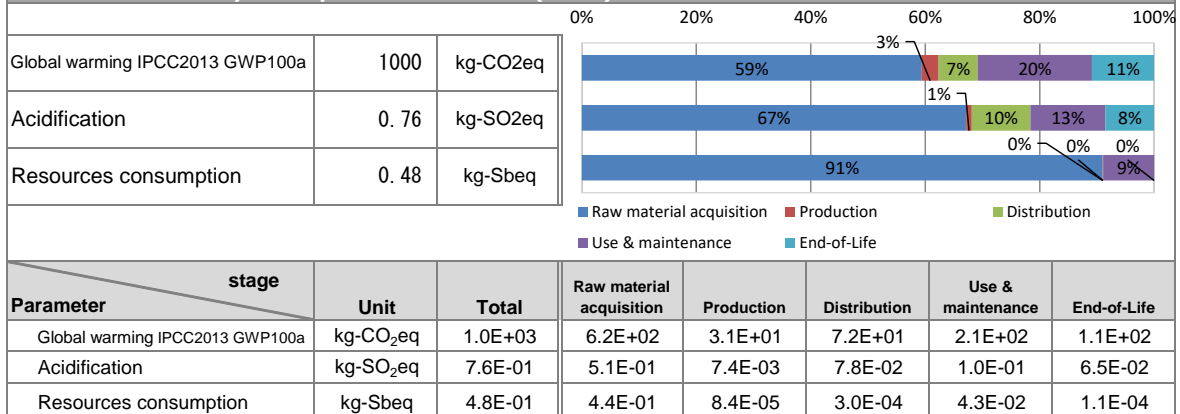 0% 20% 40% 60% 80% 100%
Global warming IPCC2013 GWP100a 1000 kg-CO2eq
3%
59% 7% 20% 11%
Acidification 0.76 kg-SO2eq
1%
67% 10% 13% 8%
Resources consumption 0.48 kg-Sbeq
0% 0% 0%
91% 9%
Raw material acquisition Production Distribution
Use & maintenance End-of-Life
stage
Parameter Unit Total Raw material acquisition Production Distribution Use & maintenance End-of-Life
Global warming IPCC2013 GWP100a kg-CO₂eq 1.0E+03 6.2E+02 3.1E+01 7.2E+01 2.1E+02 1.1E+02
Acidification kg-SO₂eq 7.6E-01 5.1E-01 7.4E-03 7.8E-02 1.0E-01 6.5E-02
Resources consumption kg-Sbeq 4.8E-01 4.4E-01 8.4E-05 3.0E-04 4.3E-02 1.1E-04